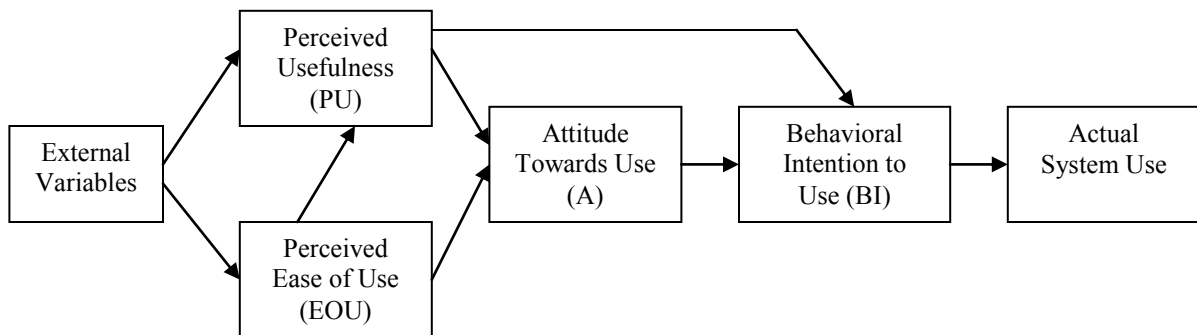 External
Variables
Perceived
Usefulness
(PU)
Perceived
Ease of Use
(EOU)
Attitude
Towards Use
(A)
Behavioral
Intention to
Use (BI)
Actual
System Use